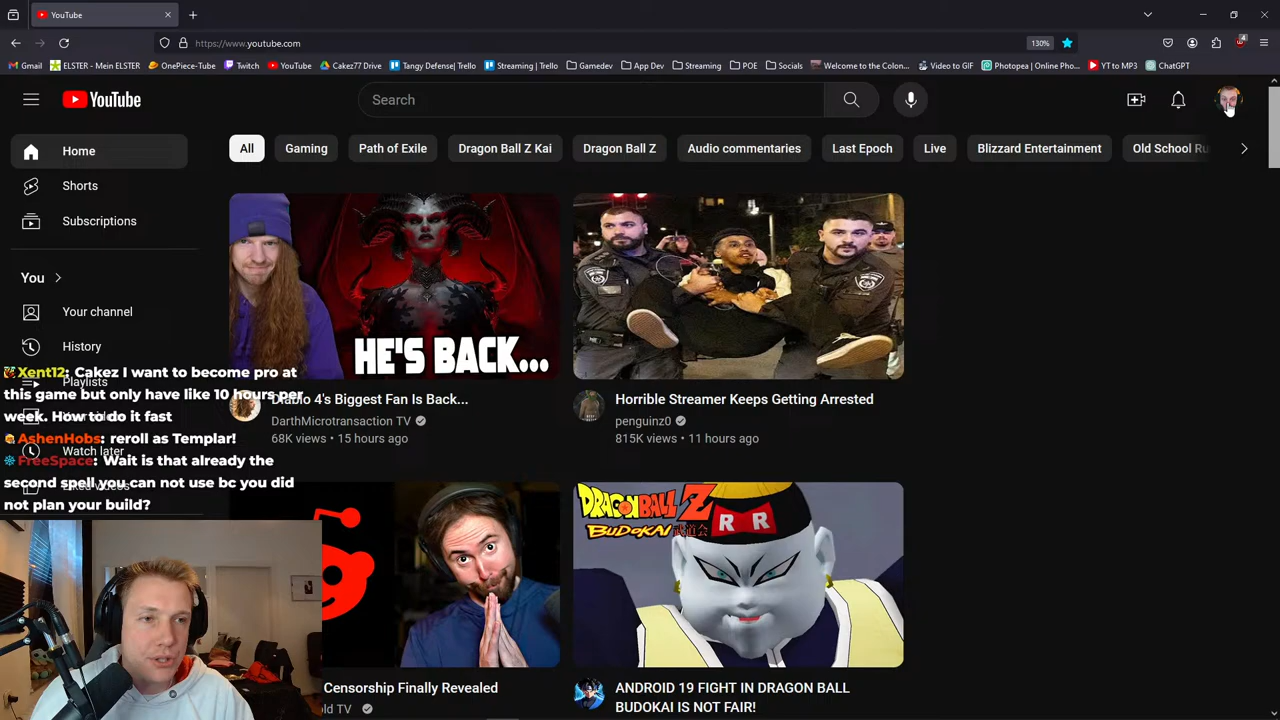 YouTube
https://www.youtube.com
130%
4
Gmail
ELSTER - Mein ELSTER
OnePiece-Tube
Twitch
YouTube
Cakez77 Drive
Tangy Defense| Trello
Streaming | Trello
Gamedev
App Dev
Streaming
POE
Socials
Welcome to the Colon...
Video to GIF
Photopea | Online Pho...
YT to MP3
ChatGPT
YouTube
Search
All
Gaming
Path of Exile
Dragon Ball Z Kai
Dragon Ball Z
Audio commentaries
Last Epoch
Live
Blizzard Entertainment
Old School Ru
Home
Shorts
Subscriptions
You
Your channel
History
Playlists
Watch later
HE'S BACK...
Diablo 4's Biggest Fan Is Back...
DarthMicrotransaction TV
68K views • 15 hours ago
Horrible Streamer Keeps Getting Arrested
penguinz0
815K views • 11 hours ago
Xent12: Cakez I want to become pro at
this game but only have like 10 hours per
week. How to do it fast
AshenHobs: reroll as Templar!
FreeSpace: Wait is that already the
second spell you can not use bc you did
not plan your build?
DRAGON BALL Z
BUDOKAI 武道会
RR
Censorship Finally Revealed
ld TV
ANDROID 19 FIGHT IN DRAGON BALL
BUDOKAI IS NOT FAIR!